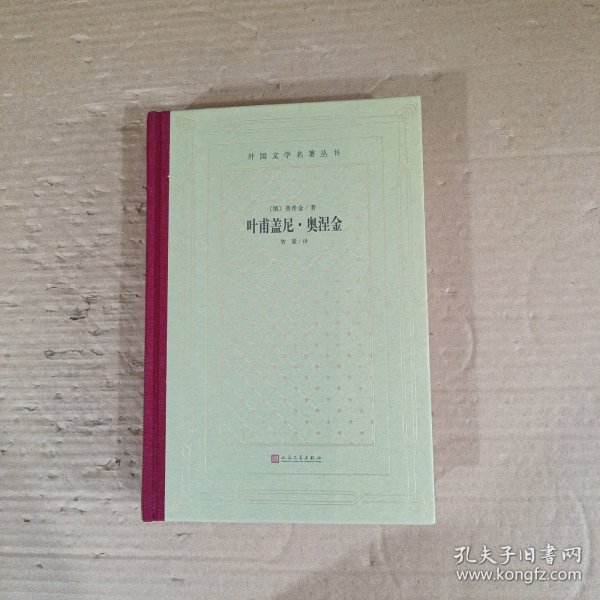 外国文学名著丛书
〔俄〕普希金/著
叶甫盖尼·奥涅金
智量/译
人民文学出版社
孔夫子旧书网
www.kongfz.com